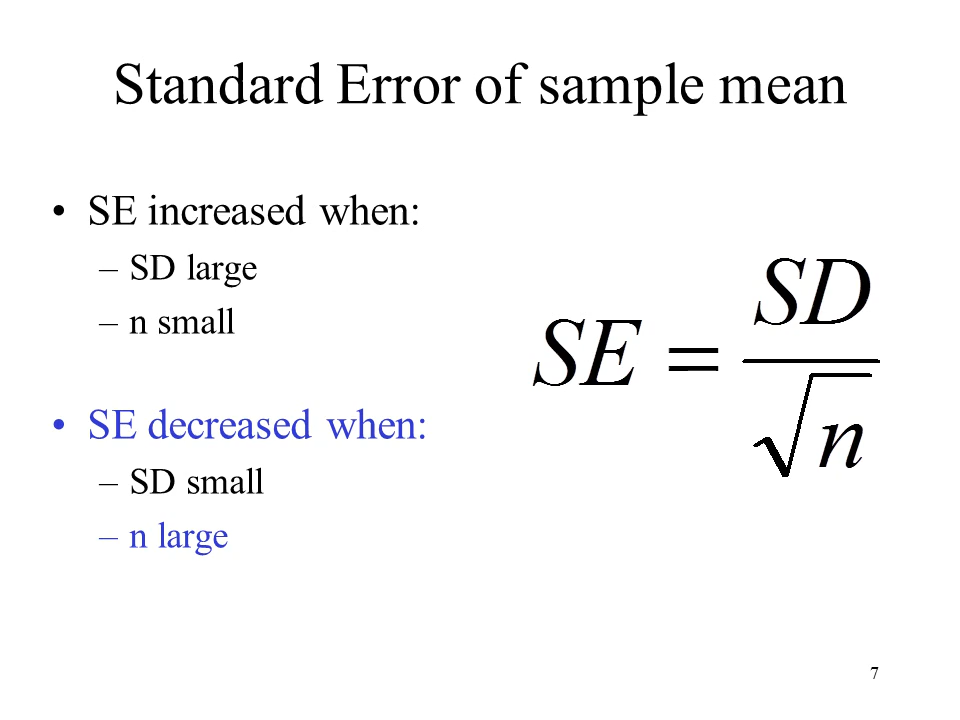 Standard Error of sample mean
• SE increased when:
– SD large
– n small
• SE decreased when:
– SD small
– n large
SE = SD / √n
7